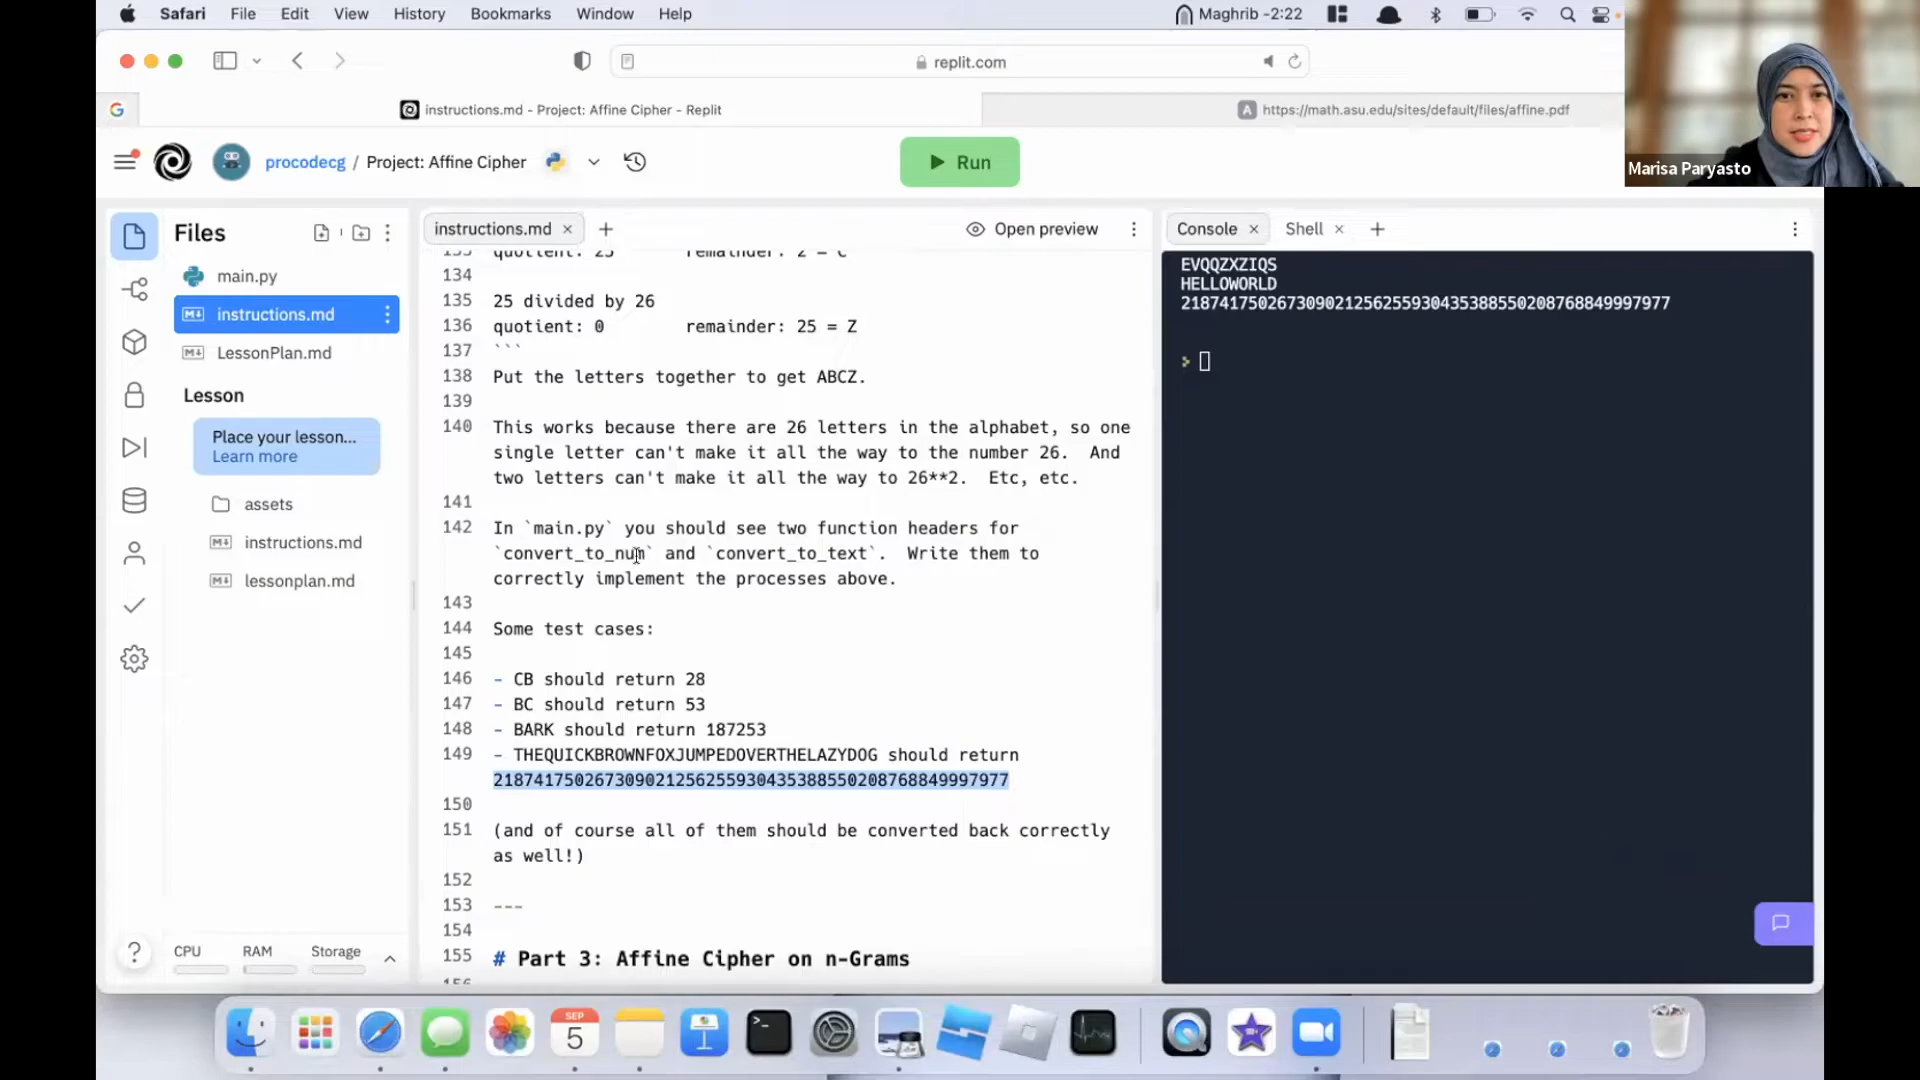 Safari File Edit View History Bookmarks Window Help Maghrib -2:22
replit.com
instructions.md - Project: Affine Cipher - Replit
https://math.asu.edu/sites/default/files/affine.pdf
Marisa Paryasto
procodecg / Project: Affine Cipher
Run
Files
main.py
instructions.md
LessonPlan.md
Lesson
Place your lesson...
Learn more
assets
instructions.md
lessonplan.md
CPU RAM Storage
instructions.md
Open preview
133 quotient: 25 remainder: 2 = C
134
135 25 divided by 26
136 quotient: 0 remainder: 25 = Z
137 ```
138 Put the letters together to get ABCZ.
139
140 This works because there are 26 letters in the alphabet, so one
single letter can't make it all the way to the number 26. And
two letters can't make it all the way to 26**2. Etc, etc.
141
142 In `main.py` you should see two function headers for
`convert_to_num` and `convert_to_text`. Write them to
correctly implement the processes above.
143
144 Some test cases:
145
146 - CB should return 28
147 - BC should return 53
148 - BARK should return 187253
149 - THEQUICKBROWNFOXJUMPEDOVERTHELAZYDOG should return
218741750267309021256255930435388550208768849997977
150
151 (and of course all of them should be converted back correctly
as well!)
152
153 ---
154
155 # Part 3: Affine Cipher on n-Grams
156
Console Shell
EVQQZXZIQS
HELLOWORLD
218741750267309021256255930435388550208768849997977
SEP
5